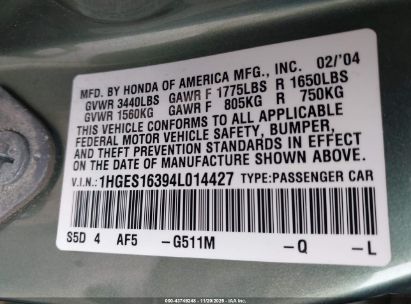 MFD. BY HONDA OF AMERICA MFG., INC. 02/'04
GVWR 3440LBS GAWR F 1775LBS R 1650LBS
GVWR 1560KG GAWR F 805KG R 750KG
THIS VEHICLE CONFORMS TO ALL APPLICABLE
FEDERAL MOTOR VEHICLE SAFETY, BUMPER,
AND THEFT PREVENTION STANDARDS IN EFFECT
ON THE DATE OF MANUFACTURE SHOWN ABOVE.
V.I.N.: 1HGES16394L014427 TYPE:PASSENGER CAR
S5D 4 AF5 -G511M -Q -L